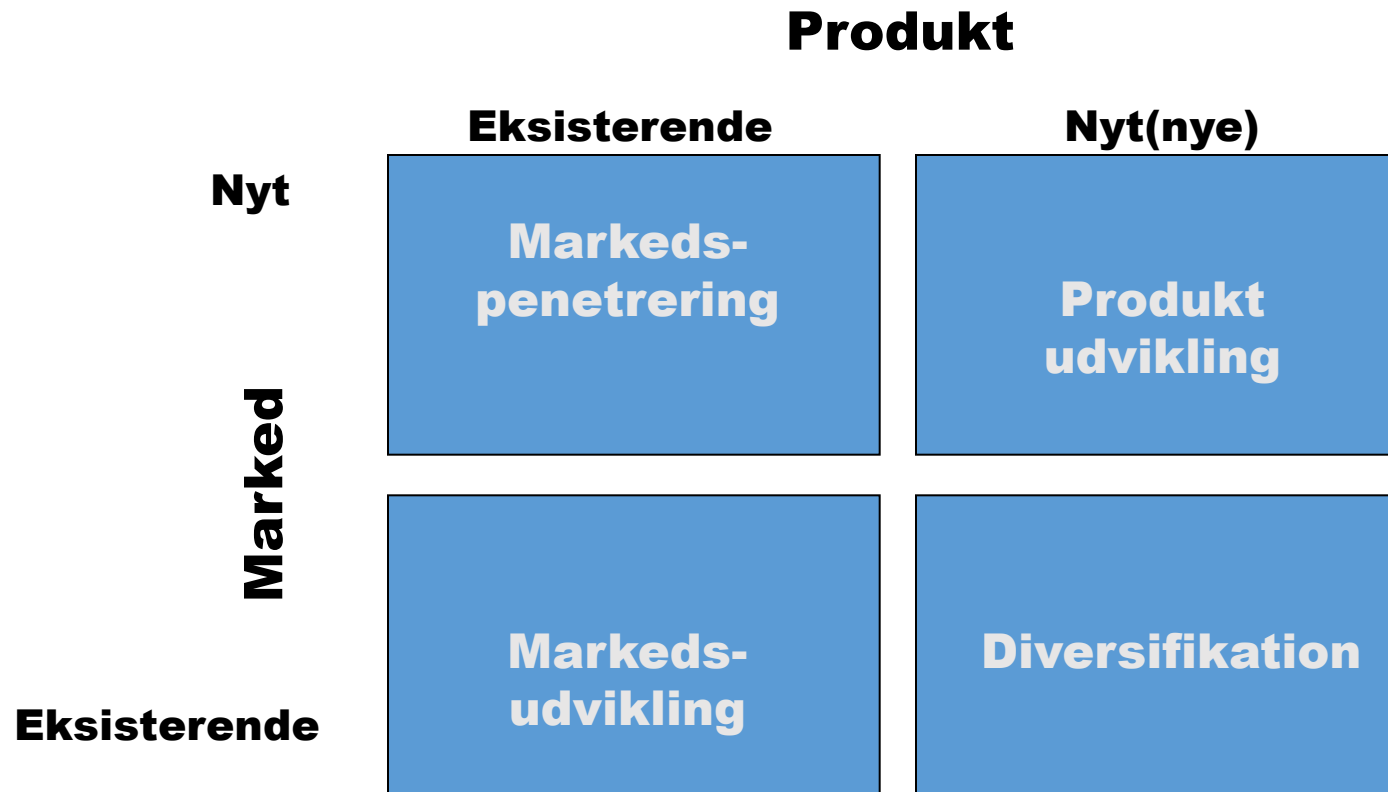 Produkt
Eksisterende
Nyt(nye)
Nyt
Markeds-
penetrering
Produkt
udvikling
Marked
Markeds-
udvikling
Diversifikation
Eksisterende